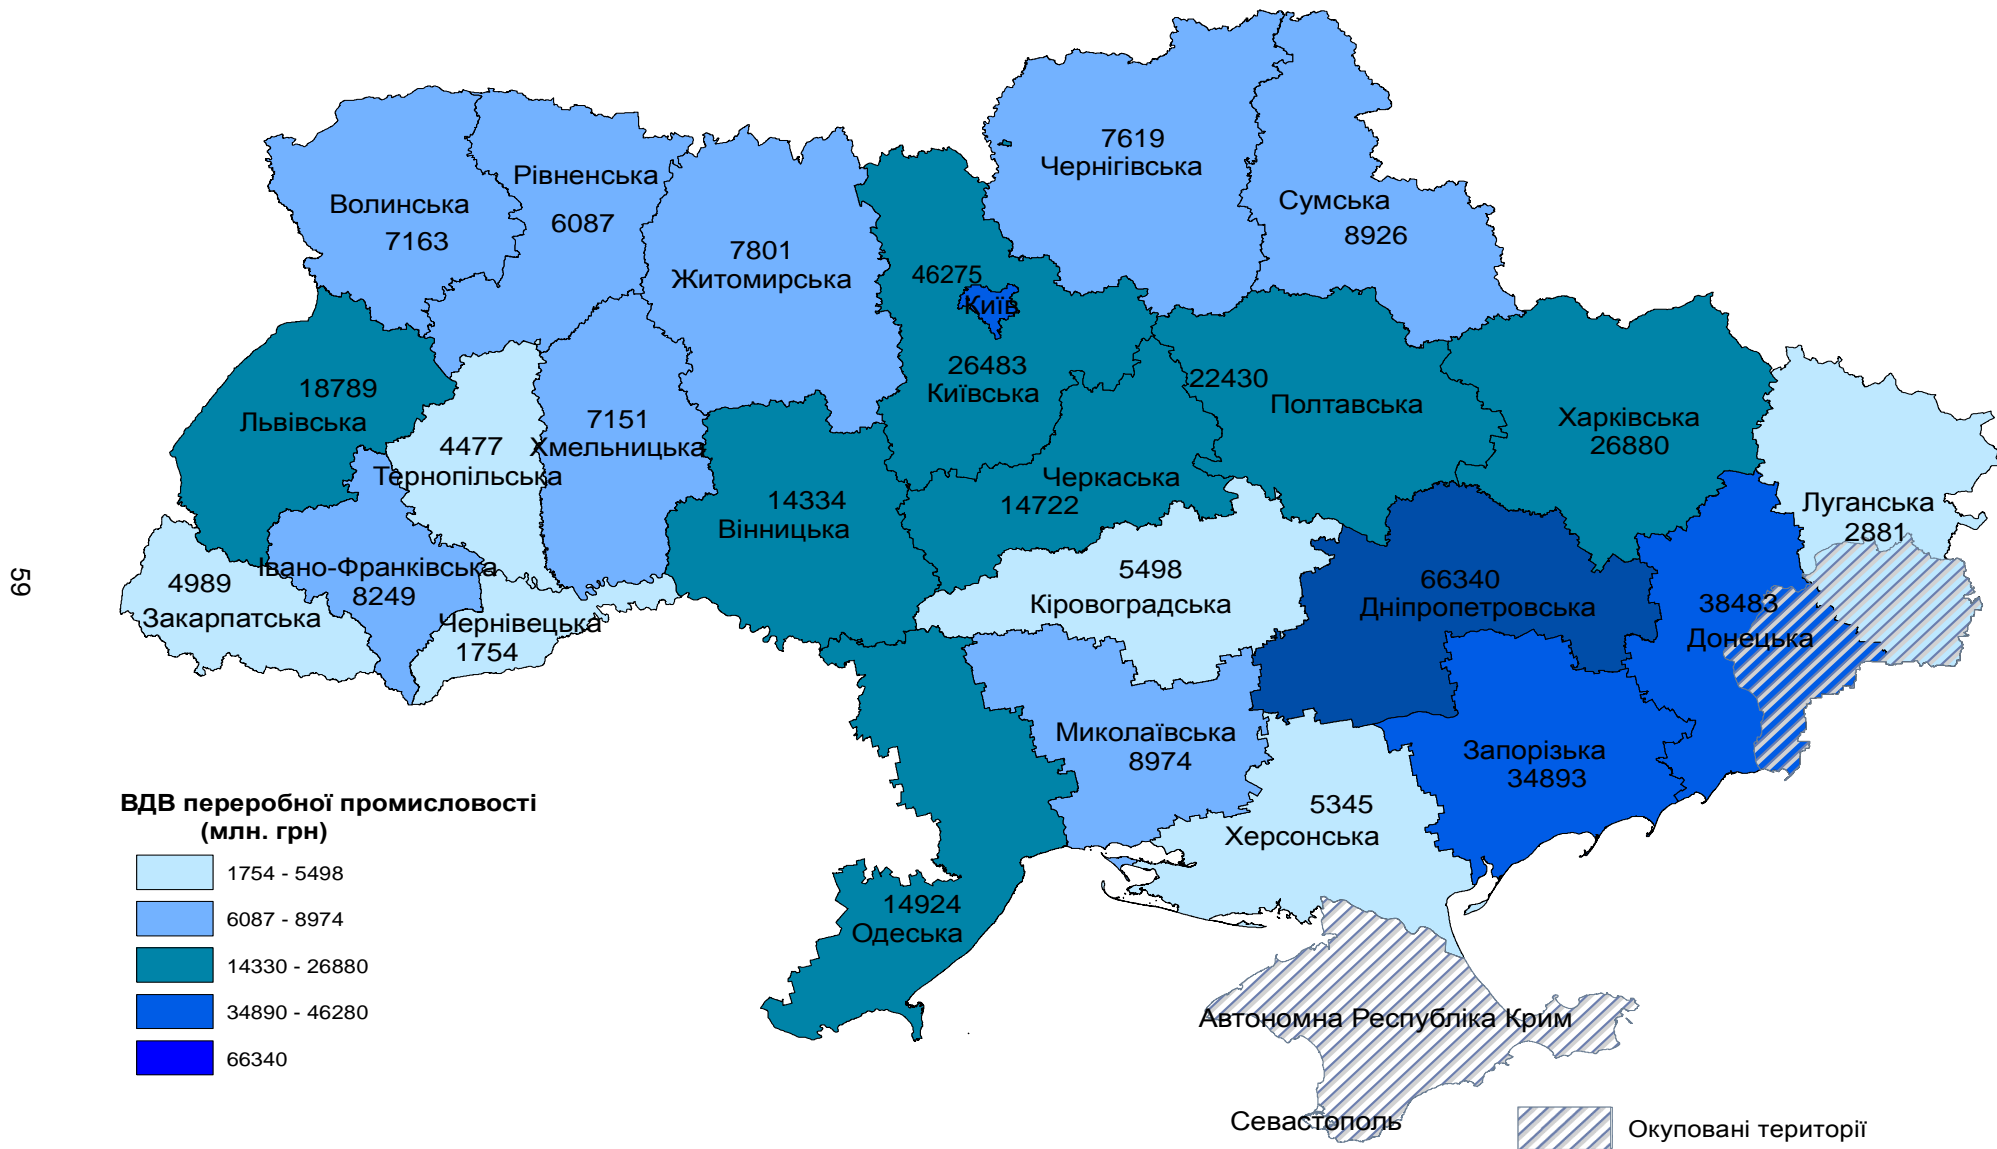 7619
Чернігівська
Рівненська
6087
Волинська
7163
Сумська
8926
7801
Житомирська
46275
Київ
26483
Київська
18789
Львівська
22430
Полтавська
Харківська
26880
7151
Хмельницька
4477
Тернопільська
Черкаська
14722
14334
Вінницька
Луганська
2881
Івано-Франківська
8249
4989
Закарпатська
5498
Кіровоградська
66340
Дніпропетровська
38483
Донецька
Чернівецька
1754
Миколаївська
8974
Запорізька
34893
5345
Херсонська
14924
Одеська
Автономна Республіка Крим
Севастополь
59
ВДВ переробної промисловості
(млн. грн)
1754 - 5498
6087 - 8974
14330 - 26880
34890 - 46280
66340
Окуповані території